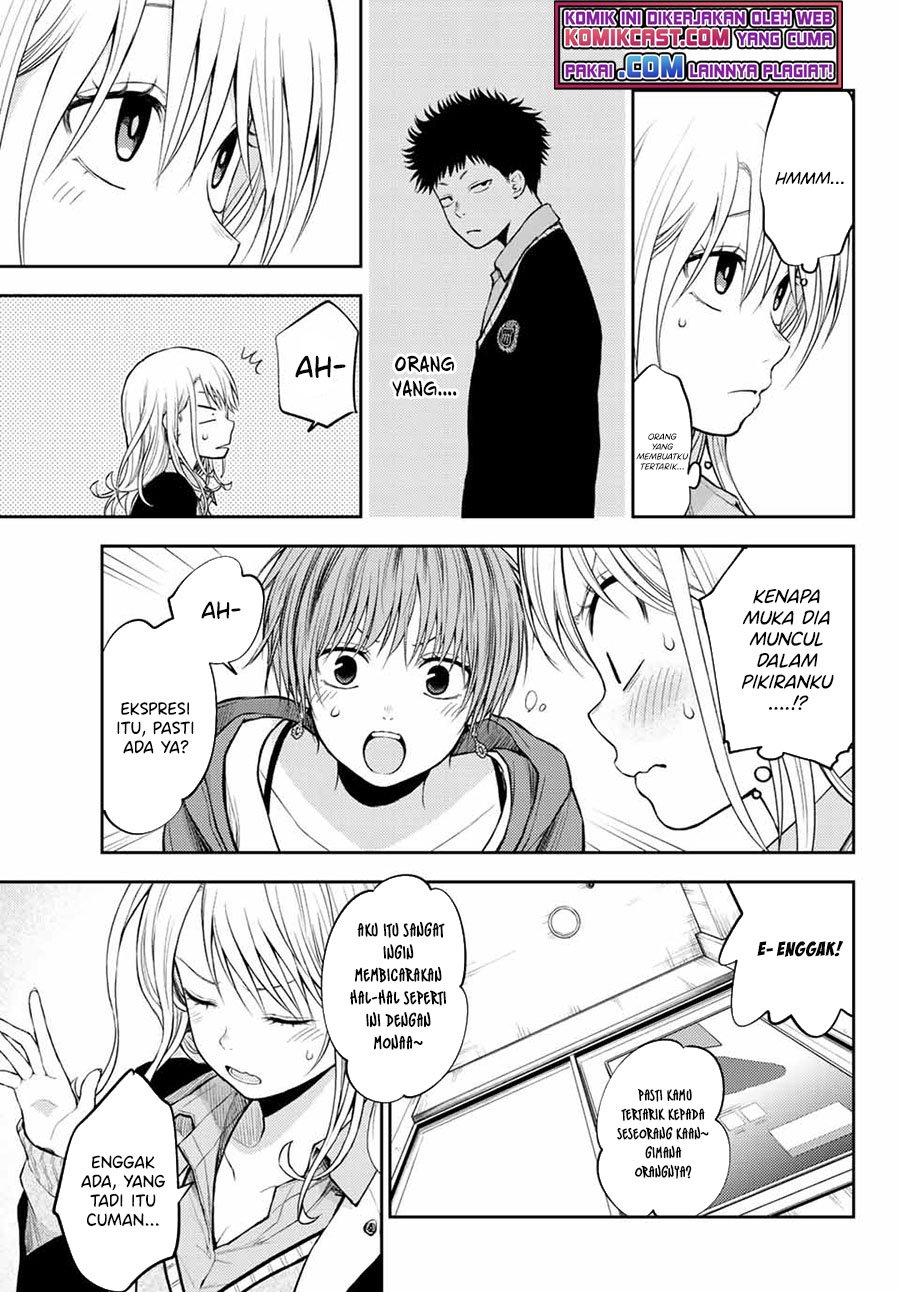 KOMIK INI DIKERJAKAN OLEH WEB
KOMIKCAST.COM YANG CUMA
PAKAI .COM LAINNYA PLAGIAT!
HMMM...
ORANG
YANG
MEMBUATKU
TERTARIK...
ORANG
YANG....
AH-
KENAPA
MUKA DIA
MUNCUL
DALAM
PIKIRANKU
....!?
AH-
EKSPRESI
ITU, PASTI
ADA YA?
E- ENGGAK!
PASTI KAMU
TERTARIK KEPADA
SESEORANG KAAN~
GIMANA
ORANGNYA?
AKU ITU SANGAT
INGIN
MEMBICARAKAN
HAL-HAL SEPERTI
INI DENGAN
MONAA~
ENGGAK
ADA, YANG
TADI ITU
CUMAN...